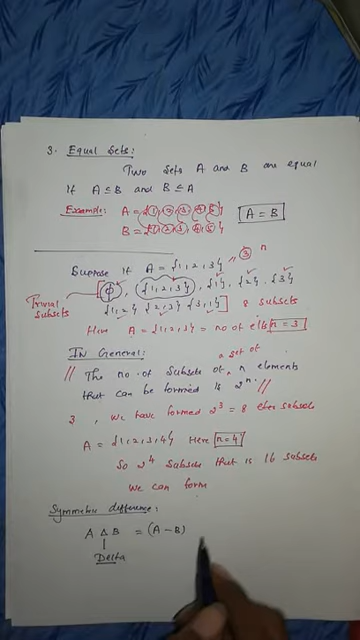 3. Equal Sets:
Two sets A and B are equal
If A ⊆ B and B ⊆ A
Example: A = {1, 2, 3, 4, 5} A = B
B = {1, 2, 3, 4, 5}
3 n
Suppose if A = {1, 2, 3}
Trivial subsets
[ϕ, {1, 2, 3}, {1}, {2}, {3}
{1, 2} {2, 3} {3, 1}] 8 subsets
Here A = {1, 2, 3} = no of elts n = 3
IN General:
a set of
// The no. of subsets of n elements
that can be formed is 2ⁿ. //
3, we have formed 2³ = 8 subsets
A = {1, 2, 3, 4} Here n = 4
So 2⁴ subsets that is 16 subsets
we can form
Symmetric difference:
A Δ B = (A - B)
Delta